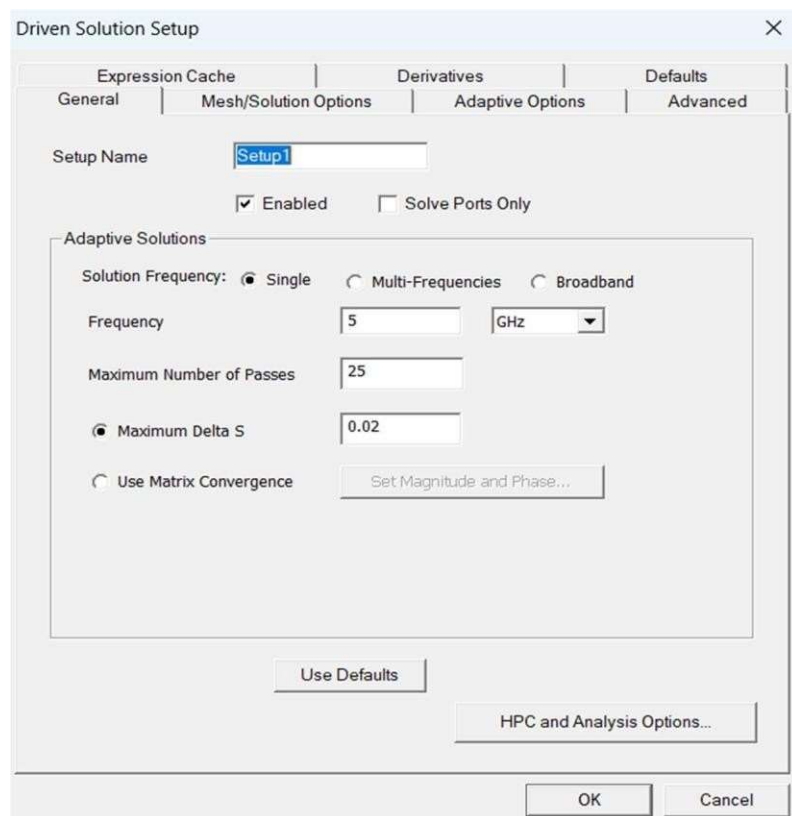 Driven Solution Setup
Expression Cache Derivatives Defaults
General Mesh/Solution Options Adaptive Options Advanced
Setup Name Setup1
Enabled Solve Ports Only
Adaptive Solutions
Solution Frequency: Single Multi-Frequencies Broadband
Frequency 5 GHz
Maximum Number of Passes 25
Maximum Delta S 0.02
Use Matrix Convergence Set Magnitude and Phase...
Use Defaults
HPC and Analysis Options...
OK Cancel